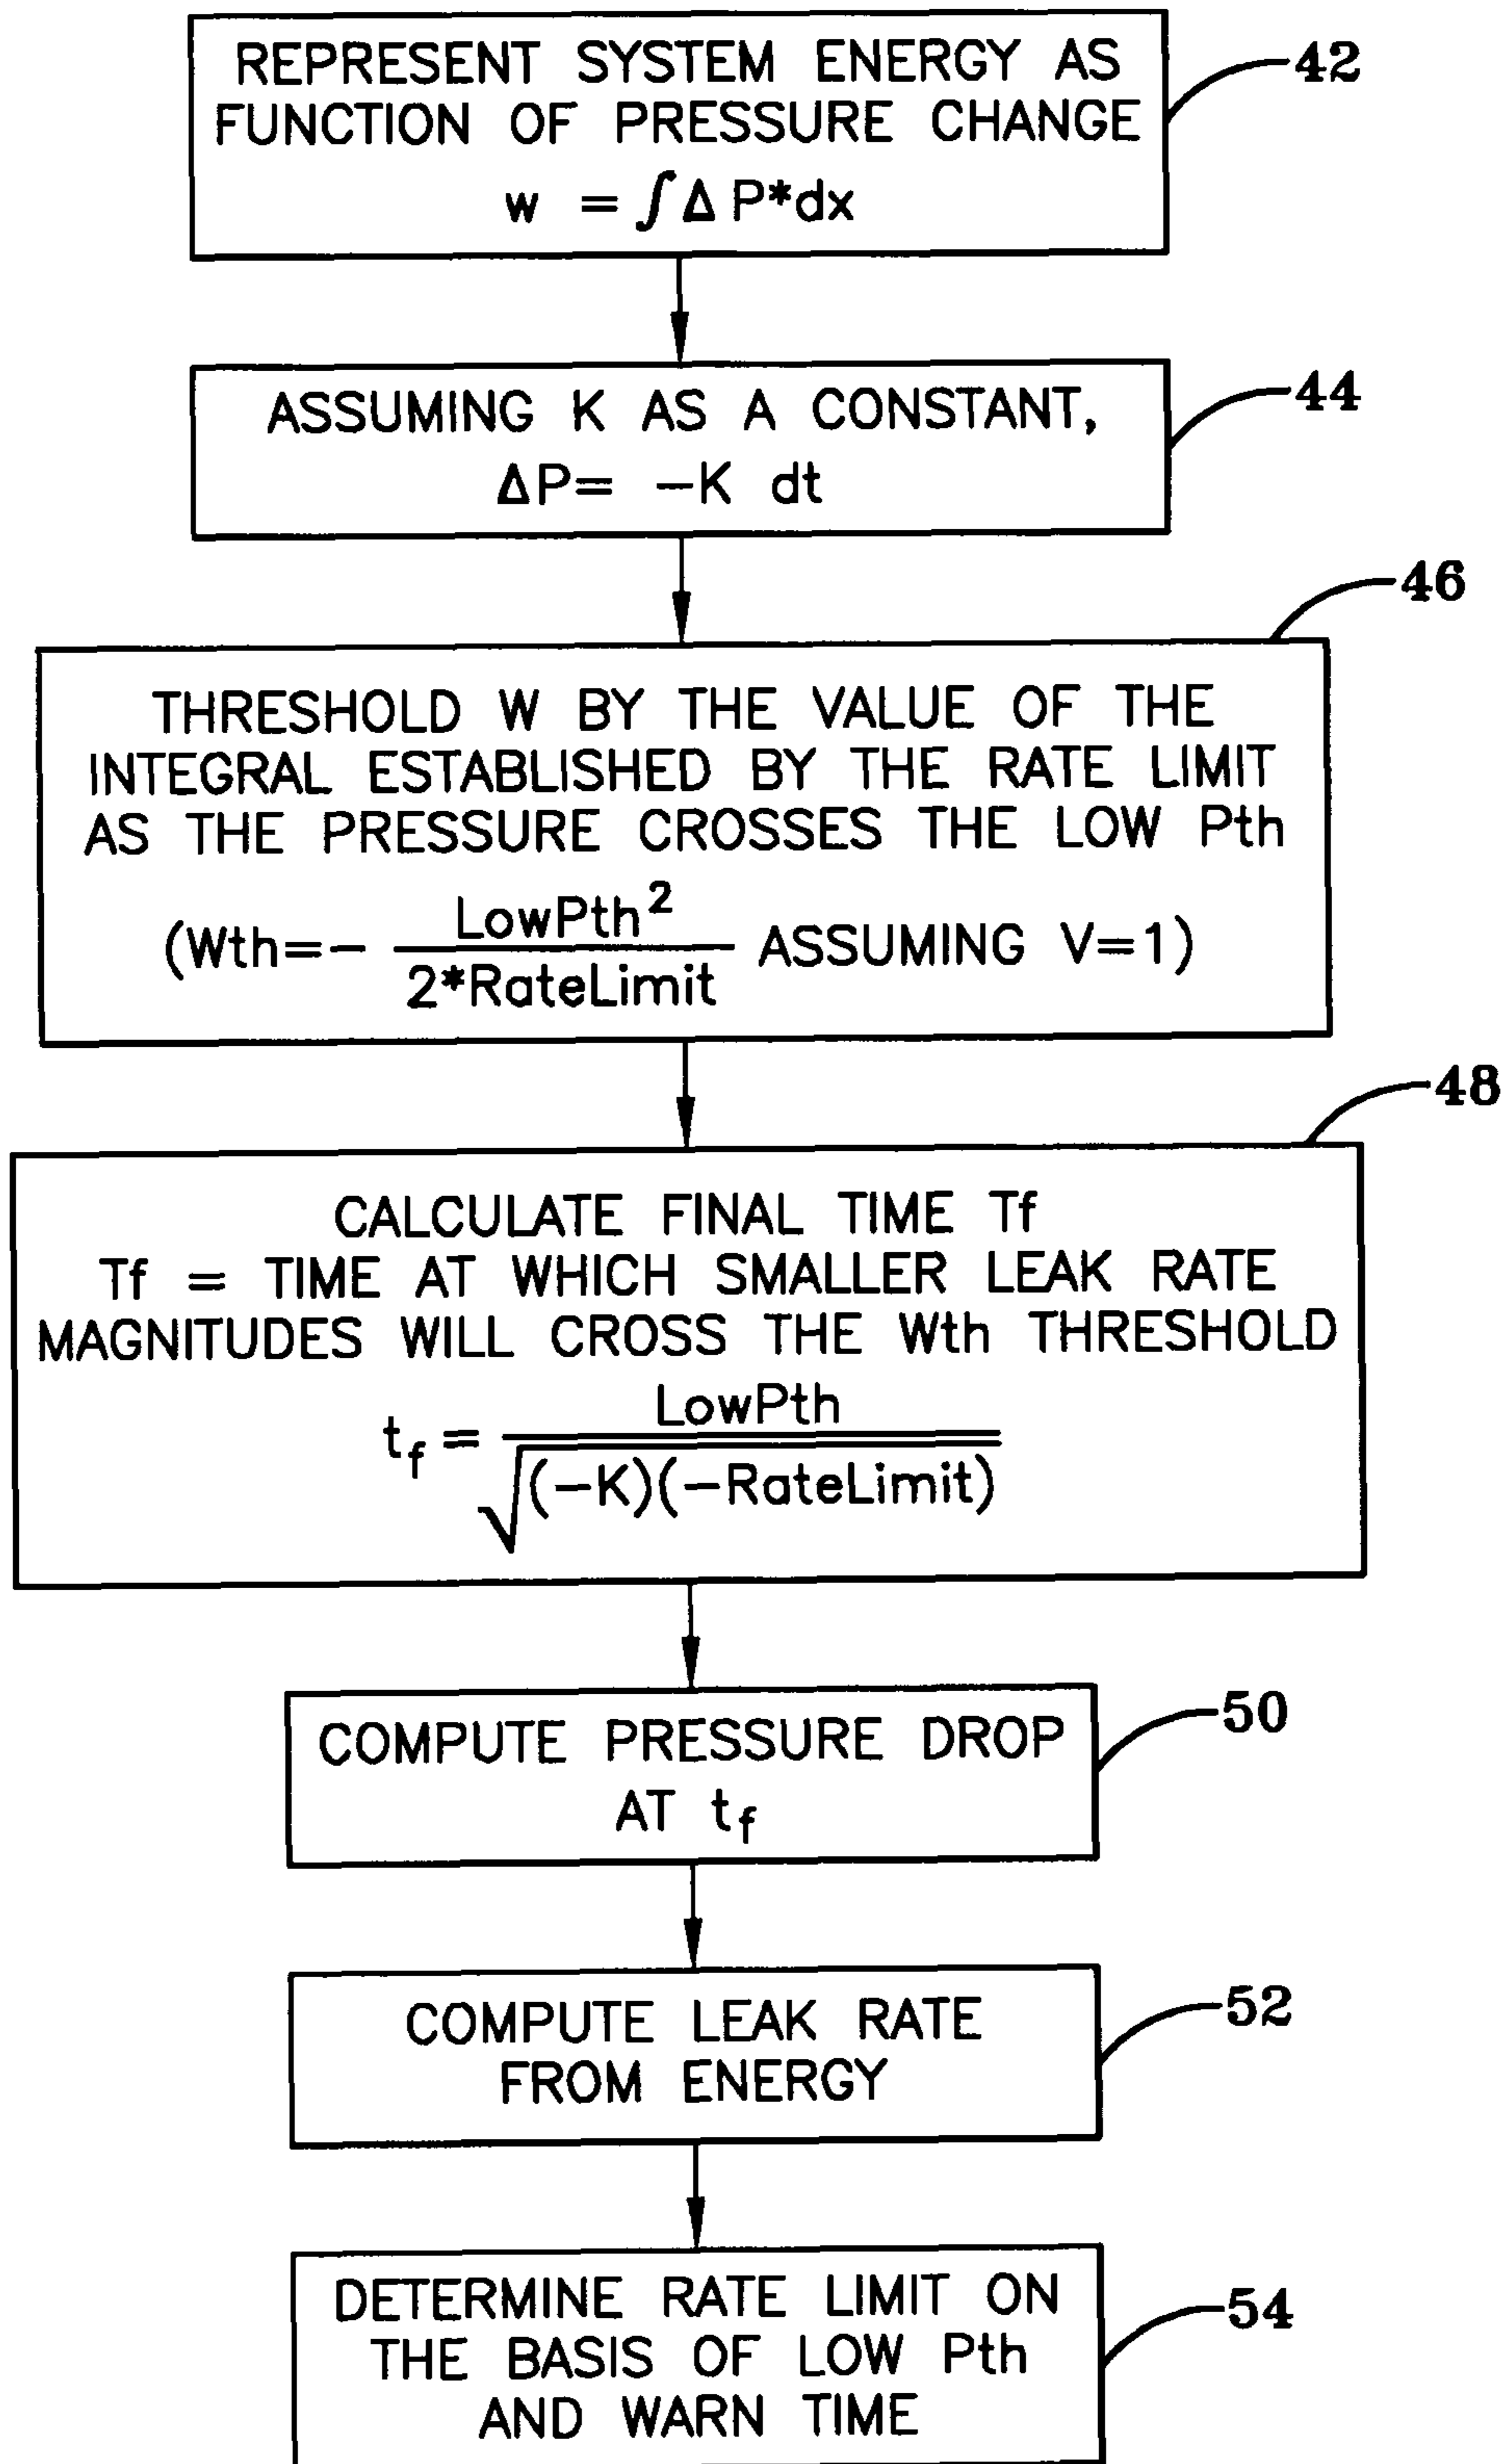 REPRESENT SYSTEM ENERGY AS
FUNCTION OF PRESSURE CHANGE
w = ∫Δ P*dx
42
ASSUMING K AS A CONSTANT,
ΔP= -K dt
44
46
THRESHOLD W BY THE VALUE OF THE
INTEGRAL ESTABLISHED BY THE RATE LIMIT
AS THE PRESSURE CROSSES THE LOW Pth
(Wth=- LowPth² / 2*RateLimit ASSUMING V=1)
48
CALCULATE FINAL TIME Tf
Tf = TIME AT WHICH SMALLER LEAK RATE
MAGNITUDES WILL CROSS THE Wth THRESHOLD
t_f = LowPth / √(-K)(-RateLimit)
COMPUTE PRESSURE DROP
AT t_f
50
COMPUTE LEAK RATE
FROM ENERGY
52
DETERMINE RATE LIMIT ON
THE BASIS OF LOW Pth
AND WARN TIME
54